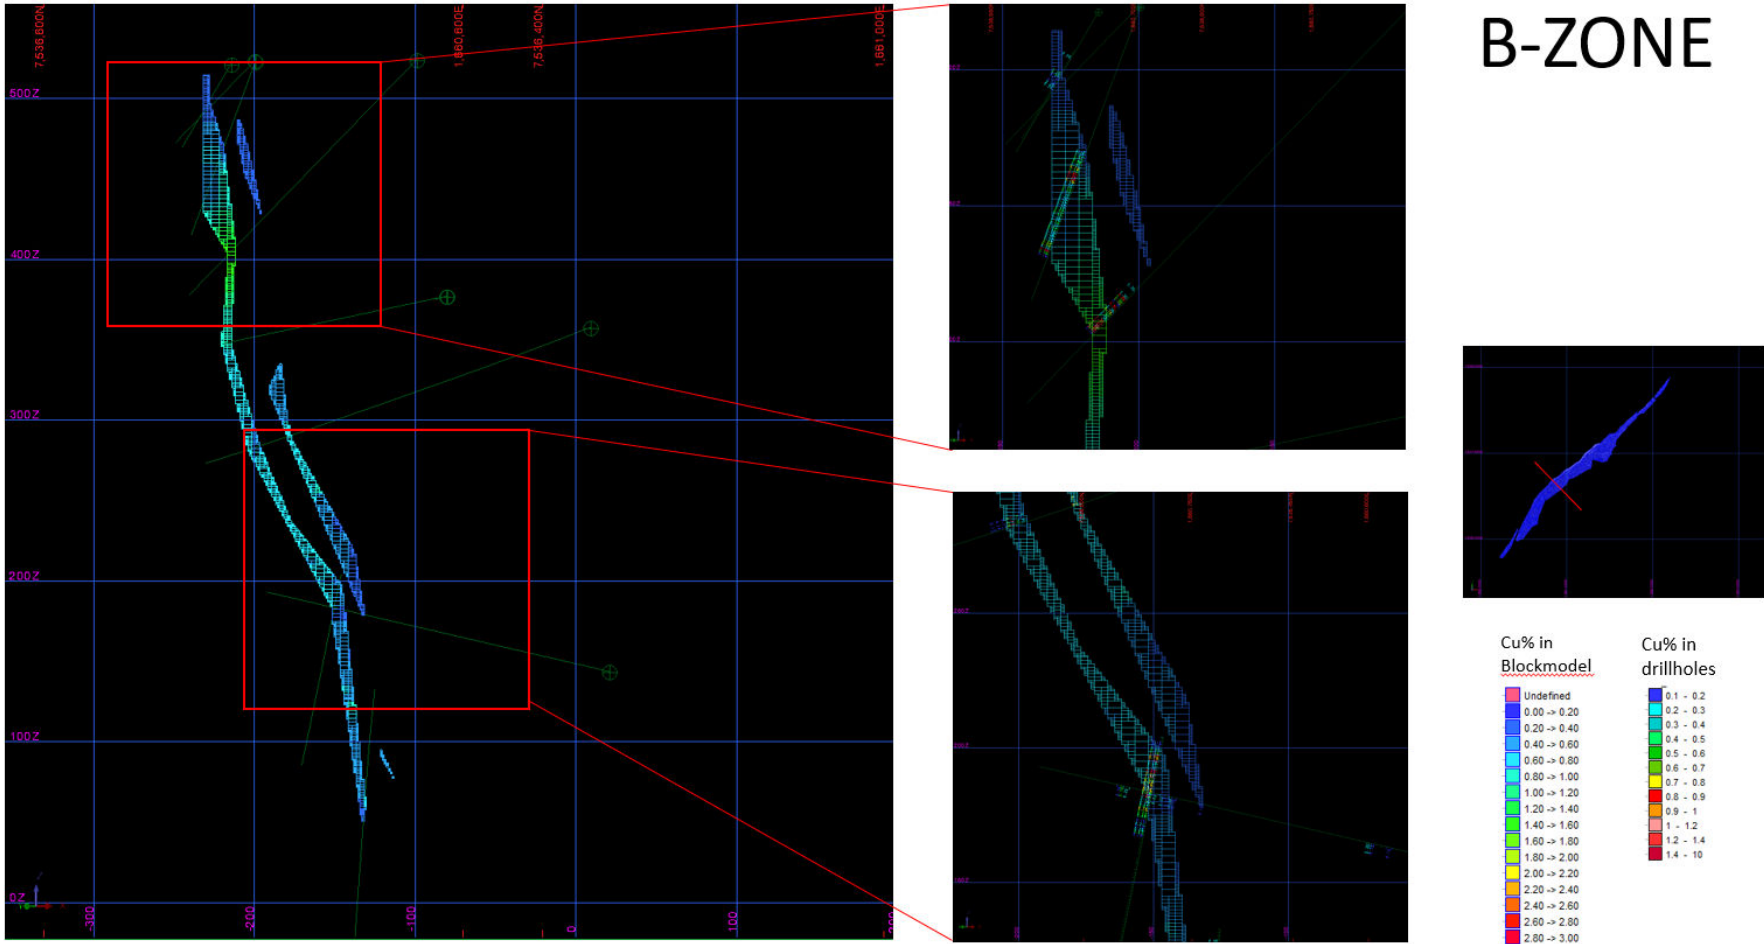 B-ZONE
7,536,600N
1,660,600E
7,536,400N
1,661,000E
500Z
400Z
300Z
200Z
100Z
0Z
-300
-200
-100
0
100
Cu% in
Blockmodel
Undefined
0.00 -> 0.20
0.20 -> 0.40
0.40 -> 0.60
0.60 -> 0.80
0.80 -> 1.00
1.00 -> 1.20
1.20 -> 1.40
1.40 -> 1.60
1.60 -> 1.80
1.80 -> 2.00
2.00 -> 2.20
2.20 -> 2.40
2.40 -> 2.60
2.60 -> 2.80
2.80 -> 3.00
Cu% in
drillholes
0.1 - 0.2
0.2 - 0.3
0.3 - 0.4
0.4 - 0.5
0.5 - 0.6
0.6 - 0.7
0.7 - 0.8
0.8 - 0.9
0.9 - 1
1 - 1.2
1.2 - 1.4
1.4 - 10